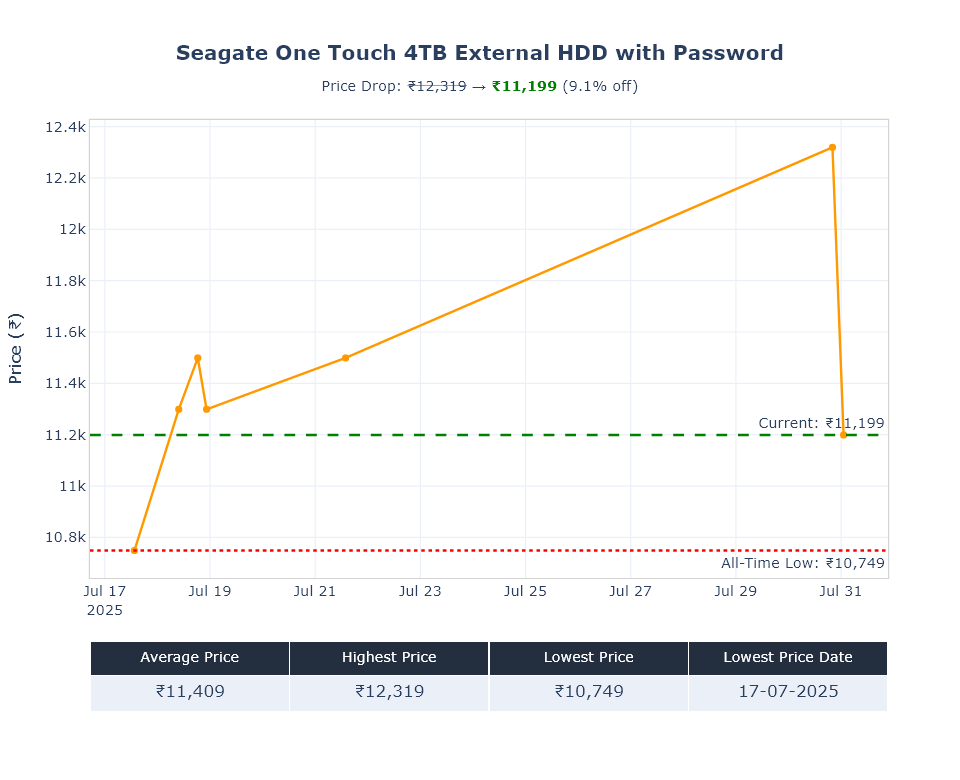 Seagate One Touch 4TB External HDD with Password
Price Drop: ₹12,319 → ₹11,199 (9.1% off)
Price (₹)
12.4k
12.2k
12k
11.8k
11.6k
11.4k
11.2k
11k
10.8k
Current: ₹11,199
All-Time Low: ₹10,749
Jul 17 Jul 19 Jul 21 Jul 23 Jul 25 Jul 27 Jul 29 Jul 31
2025
Average Price Highest Price Lowest Price Lowest Price Date
₹11,409 ₹12,319 ₹10,749 17-07-2025